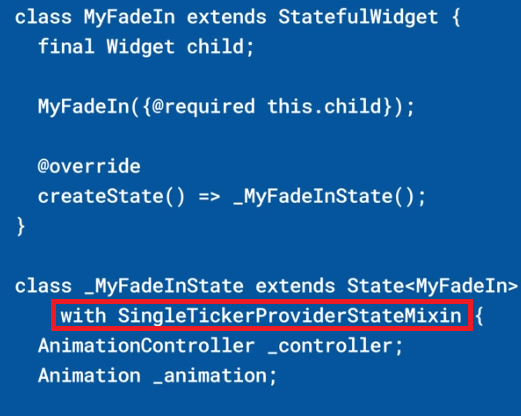 class MyFadeIn extends StatefulWidget {
  final Widget child;

  MyFadeIn({@required this.child});

  @override
  createState() => _MyFadeInState();
}

class _MyFadeInState extends State<MyFadeIn>
    with SingleTickerProviderStateMixin {
  AnimationController _controller;
  Animation _animation;